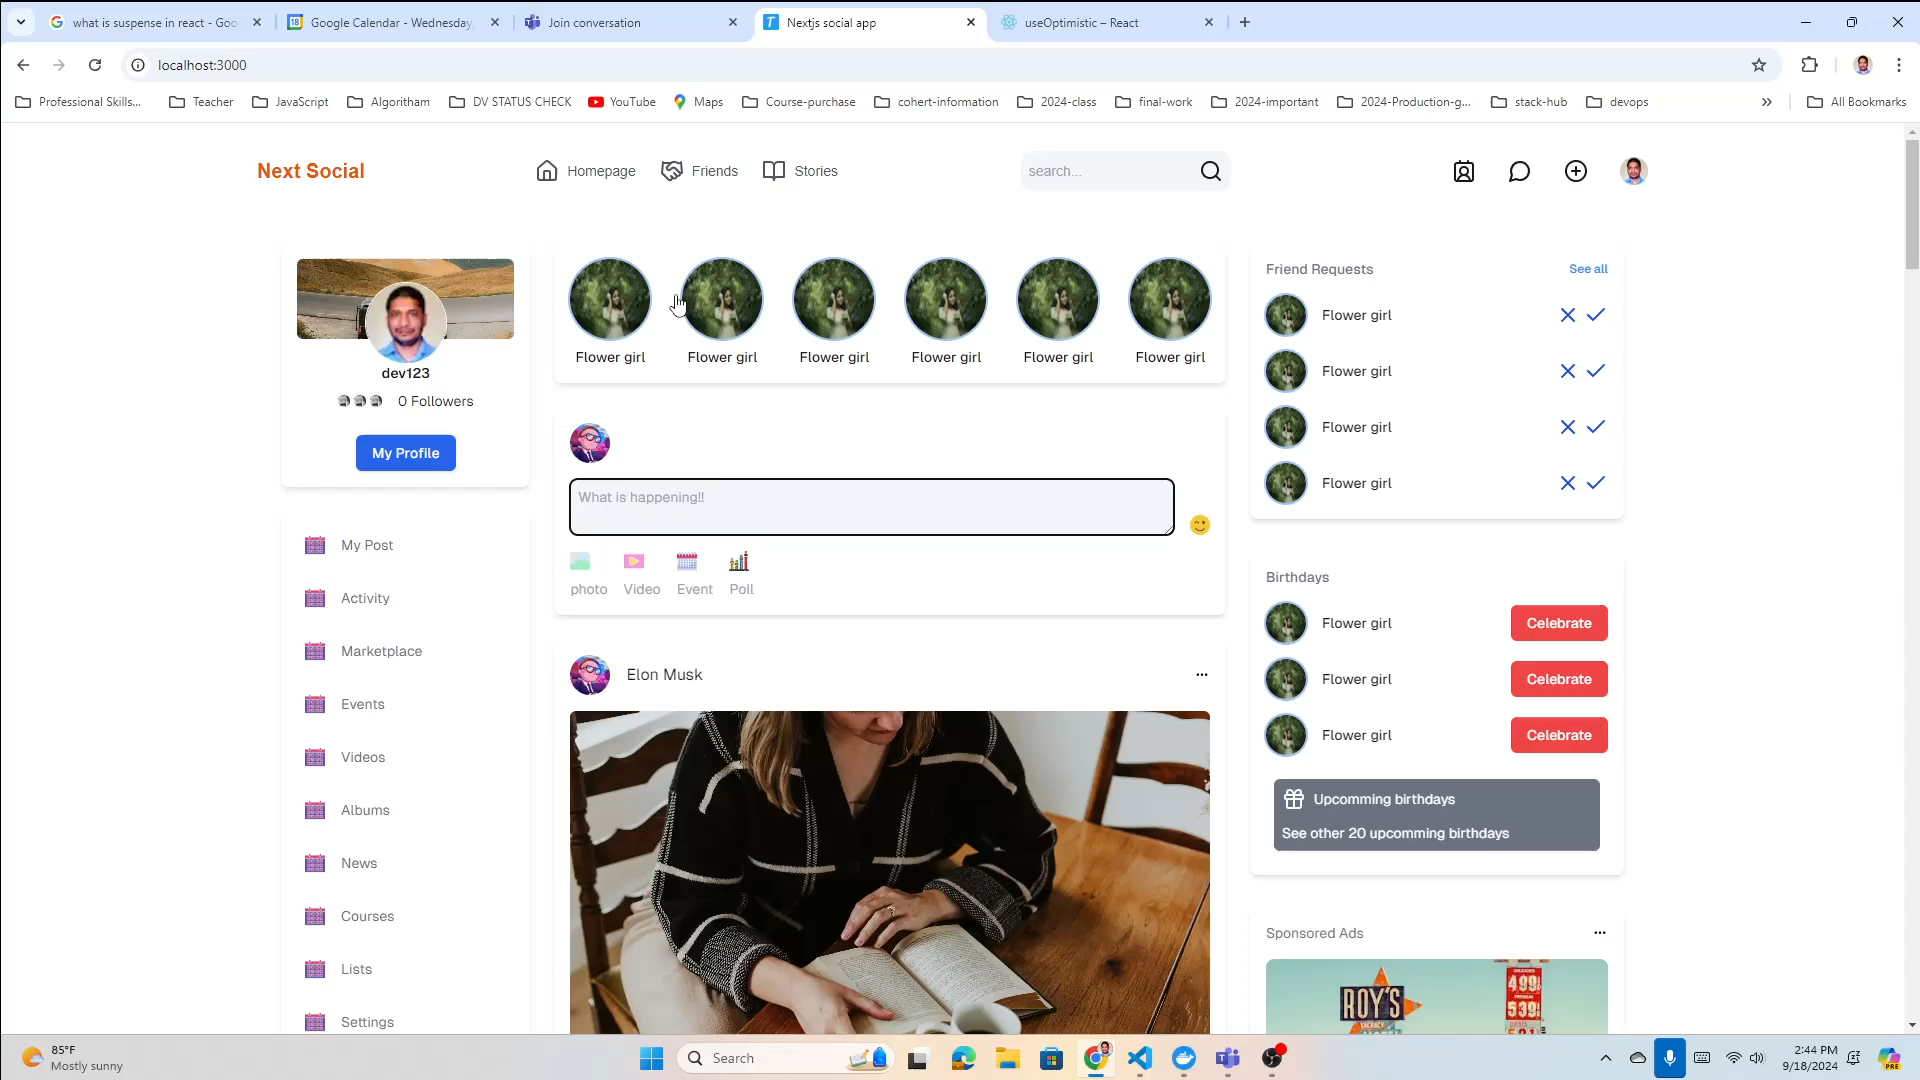 what is suspense in react - Goo
Google Calendar - Wednesday,
Join conversation
Nextjs social app
useOptimistic – React
localhost:3000
Professional Skills...
Teacher
JavaScript
Algoritham
DV STATUS CHECK
YouTube
Maps
Course-purchase
cohert-information
2024-class
final-work
2024-important
2024-Production-g...
stack-hub
devops
All Bookmarks
Next Social
Homepage
Friends
Stories
search...
dev123
0 Followers
My Profile
My Post
Activity
Marketplace
Events
Videos
Albums
News
Courses
Lists
Settings
Flower girl
Flower girl
Flower girl
Flower girl
Flower girl
Flower girl
What is happening!!
photo
Video
Event
Poll
Elon Musk
Friend Requests
See all
Flower girl
Flower girl
Flower girl
Flower girl
Birthdays
Flower girl
Celebrate
Flower girl
Celebrate
Flower girl
Celebrate
Upcomming birthdays
See other 20 upcomming birthdays
Sponsored Ads
ROY'S
VACANCY
499
539
85°F
Mostly sunny
Search
2:44 PM
9/18/2024